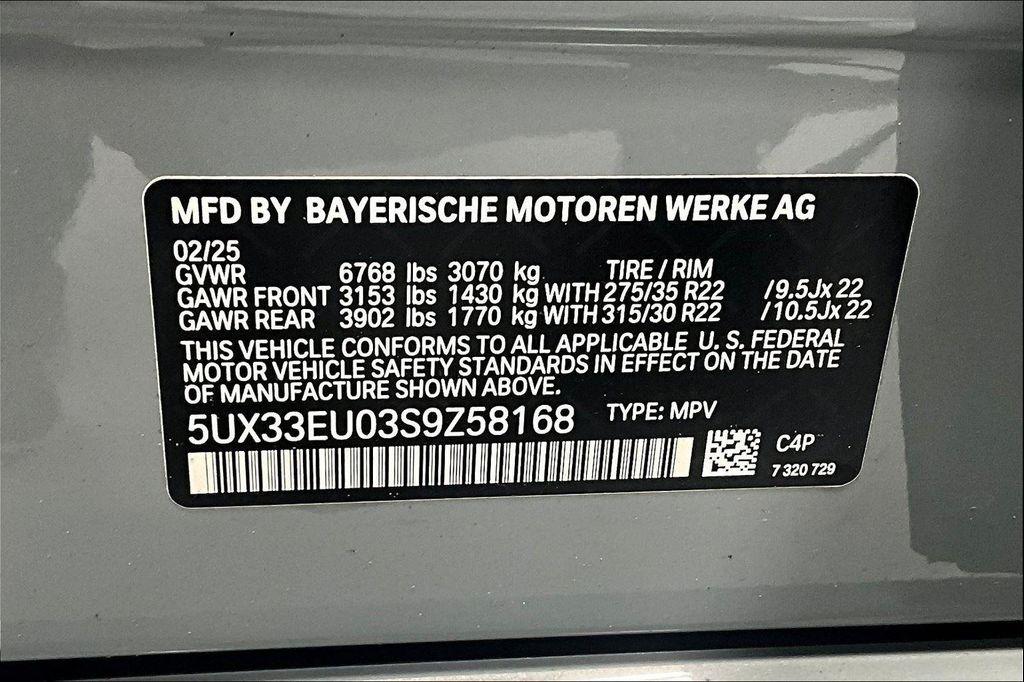 MFD BY BAYERISCHE MOTOREN WERKE AG
02/25
GVWR 6768 lbs 3070 kg TIRE / RIM
GAWR FRONT 3153 lbs 1430 kg WITH 275/35 R22 /9.5Jx 22
GAWR REAR 3902 lbs 1770 kg WITH 315/30 R22 /10.5Jx 22
THIS VEHICLE CONFORMS TO ALL APPLICABLE U. S. FEDERAL
MOTOR VEHICLE SAFETY STANDARDS IN EFFECT ON THE DATE
OF MANUFACTURE SHOWN ABOVE.
5UX33EU03S9Z58168 TYPE: MPV
C4P
7 320 729